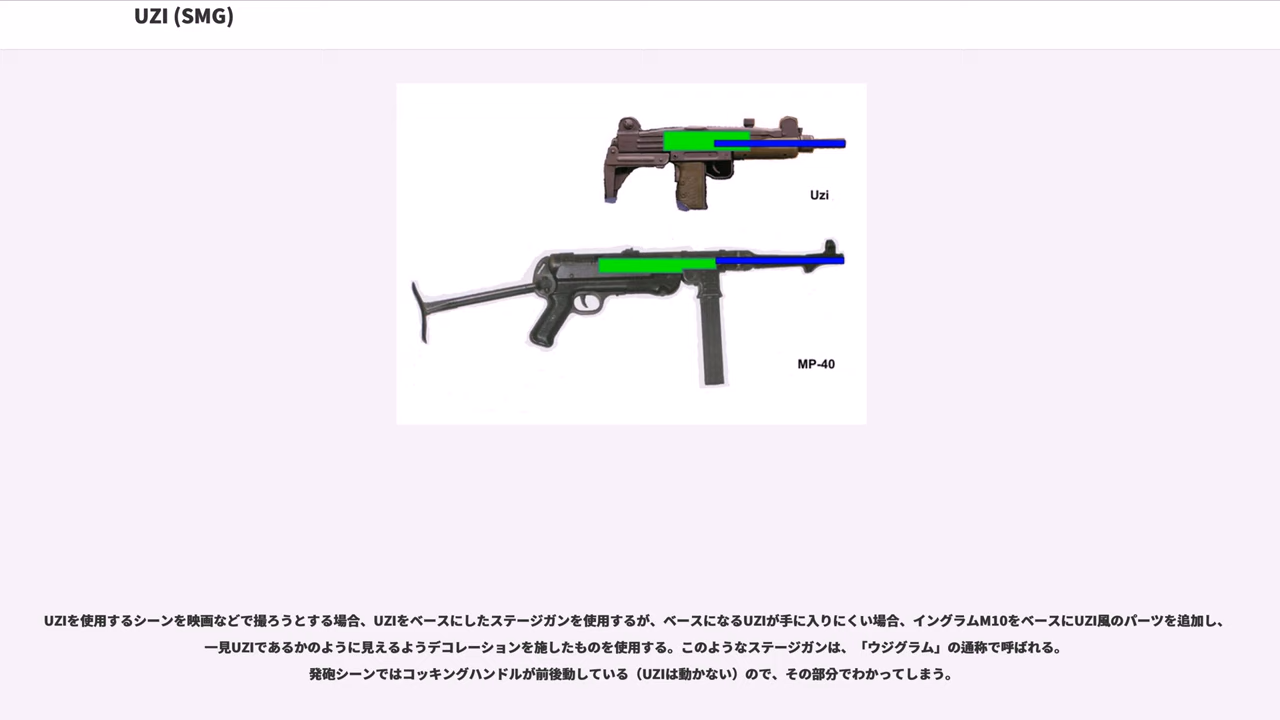 UZI (SMG)
Uzi
MP-40
UZIを使用するシーンを映画などで撮ろうとする場合、UZIをベースにしたステージガンを使用するが、ベースになるUZIが手に入りにくい場合、イングラムM10をベースにUZI風のパーツを追加し、
一見UZIであるかのように見えるようデコレーションを施したものを使用する。このようなステージガンは、「ウジグラム」の通称で呼ばれる。
発砲シーンではコッキングハンドルが前後動している（UZIは動かない）ので、その部分でわかってしまう。